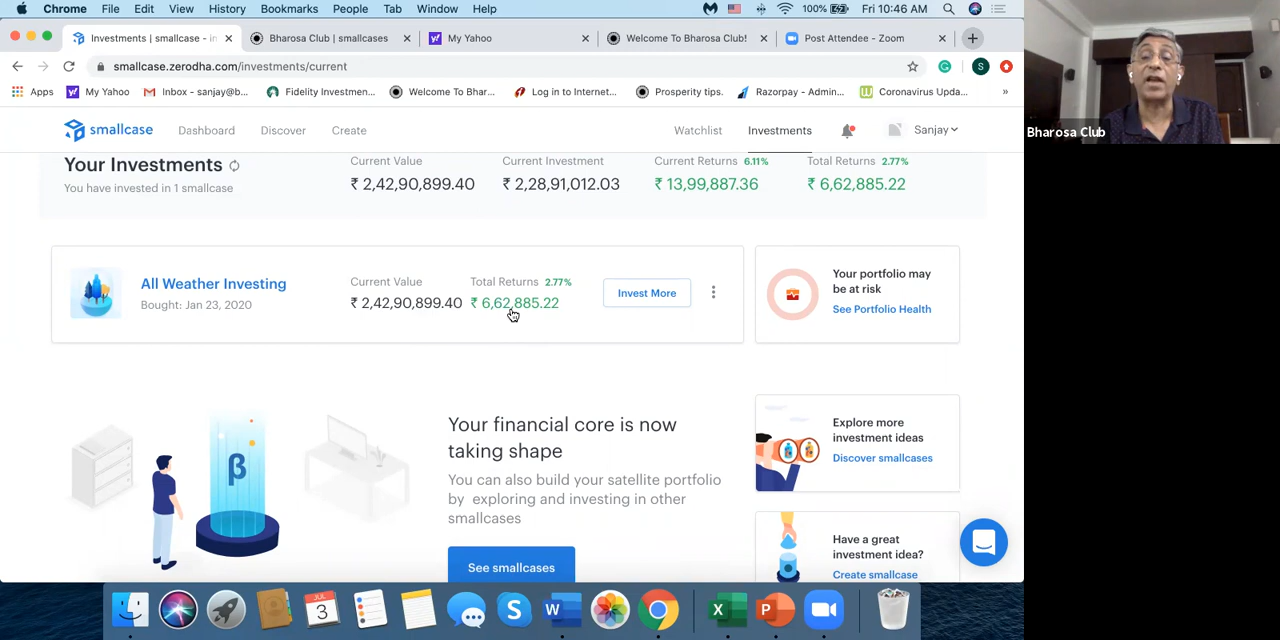 Chrome File Edit View History Bookmarks People Tab Window Help 100% Fri 10:46 AM
Investments | smallcase - in Bharosa Club | smallcases My Yahoo Welcome To Bharosa Club! Post Attendee - Zoom
smallcase.zerodha.com/investments/current S
Apps My Yahoo Inbox - sanjay@b... Fidelity Investmen... Welcome To Bhar... Log in to Internet... Prosperity tips. Razorpay - Admin... Coronavirus Upda... »
smallcase Dashboard Discover Create Watchlist Investments Sanjay
Bharosa Club
Your Investments Current Value Current Investment Current Returns 6.11% Total Returns 2.77%
You have invested in 1 smallcase ₹ 2,42,90,899.40 ₹ 2,28,91,012.03 ₹ 13,99,887.36 ₹ 6,62,885.22
All Weather Investing Current Value Total Returns 2.77%
Bought: Jan 23, 2020 ₹ 2,42,90,899.40 ₹ 6,62,885.22 Invest More
Your portfolio may
be at risk
See Portfolio Health
β
Your financial core is now
taking shape
You can also build your satellite portfolio
by exploring and investing in other
smallcases
See smallcases
Explore more
investment ideas
Discover smallcases
Have a great
investment idea?
Create smallcase
JUL
3
S W X P